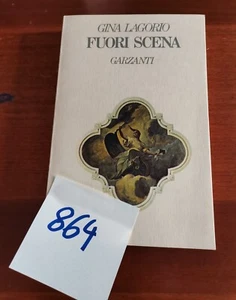 GINA LAGORIO
FUORI SCENA
GARZANTI
864